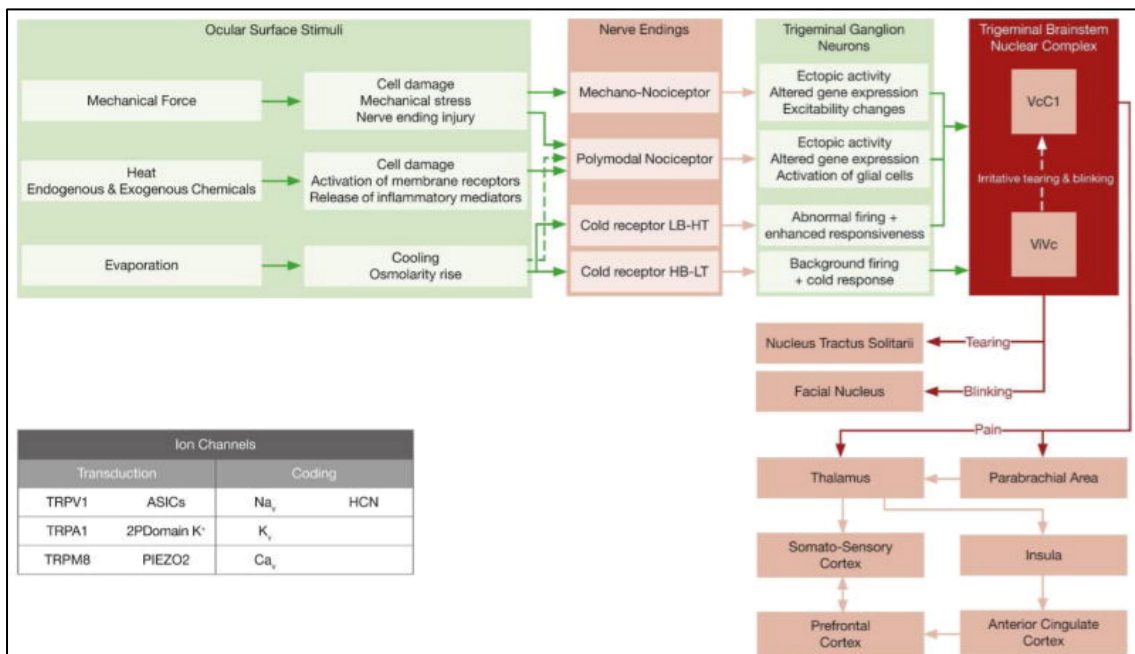 Ocular Surface Stimuli
Mechanical Force
Cell damage
Mechanical stress
Nerve ending injury
Heat
Endogenous & Exogenous Chemicals
Cell damage
Activation of membrane receptors
Release of inflammatory mediators
Evaporation
Cooling
Osmolarity rise
Nerve Endings
Mechano-Nociceptor
Polymodal Nociceptor
Cold receptor LB-HT
Cold receptor HB-LT
Trigeminal Ganglion
Neurons
Ectopic activity
Altered gene expression
Excitability changes
Ectopic activity
Altered gene expression
Activation of glial cells
Abnormal firing +
enhanced responsiveness
Background firing
+ cold response
Trigeminal Brainstem
Nuclear Complex
VcC1
Irritative tearing & blinking
ViVc
Nucleus Tractus Solitarii
Tearing
Facial Nucleus
Blinking
Pain
Thalamus
Parabrachial Area
Somato-Sensory
Cortex
Insula
Prefrontal
Cortex
Anterior Cingulate
Cortex
Ion Channels
Transduction Coding
TRPV1 ASICs Naᵥ HCN
TRPA1 2PDomain K⁺ Kᵥ
TRPM8 PIEZO2 Caᵥ